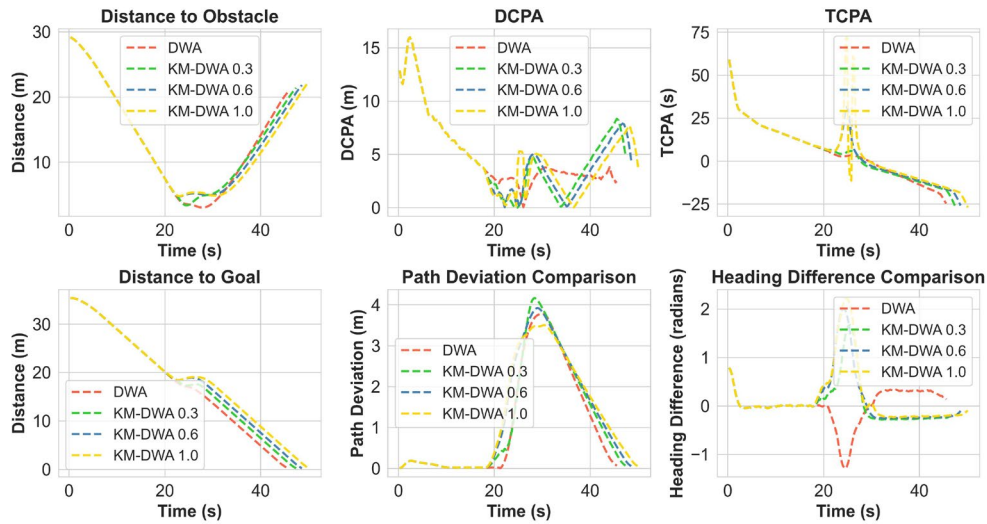 Distance to Obstacle
Distance (m)
30
20
10
DWA
KM-DWA 0.3
KM-DWA 0.6
KM-DWA 1.0
0
20
40
Time (s)
DCPA
DCPA (m)
15
10
5
0
DWA
KM-DWA 0.3
KM-DWA 0.6
KM-DWA 1.0
0
20
40
Time (s)
TCPA
TCPA (s)
75
50
25
0
−25
DWA
KM-DWA 0.3
KM-DWA 0.6
KM-DWA 1.0
0
20
40
Time (s)
Distance to Goal
Distance (m)
30
20
10
0
DWA
KM-DWA 0.3
KM-DWA 0.6
KM-DWA 1.0
0
20
40
Time (s)
Path Deviation Comparison
Path Deviation (m)
4
3
2
1
0
DWA
KM-DWA 0.3
KM-DWA 0.6
KM-DWA 1.0
0
20
40
Time (s)
Heading Difference Comparison
Heading Difference (radians)
2
1
0
−1
DWA
KM-DWA 0.3
KM-DWA 0.6
KM-DWA 1.0
0
20
40
Time (s)